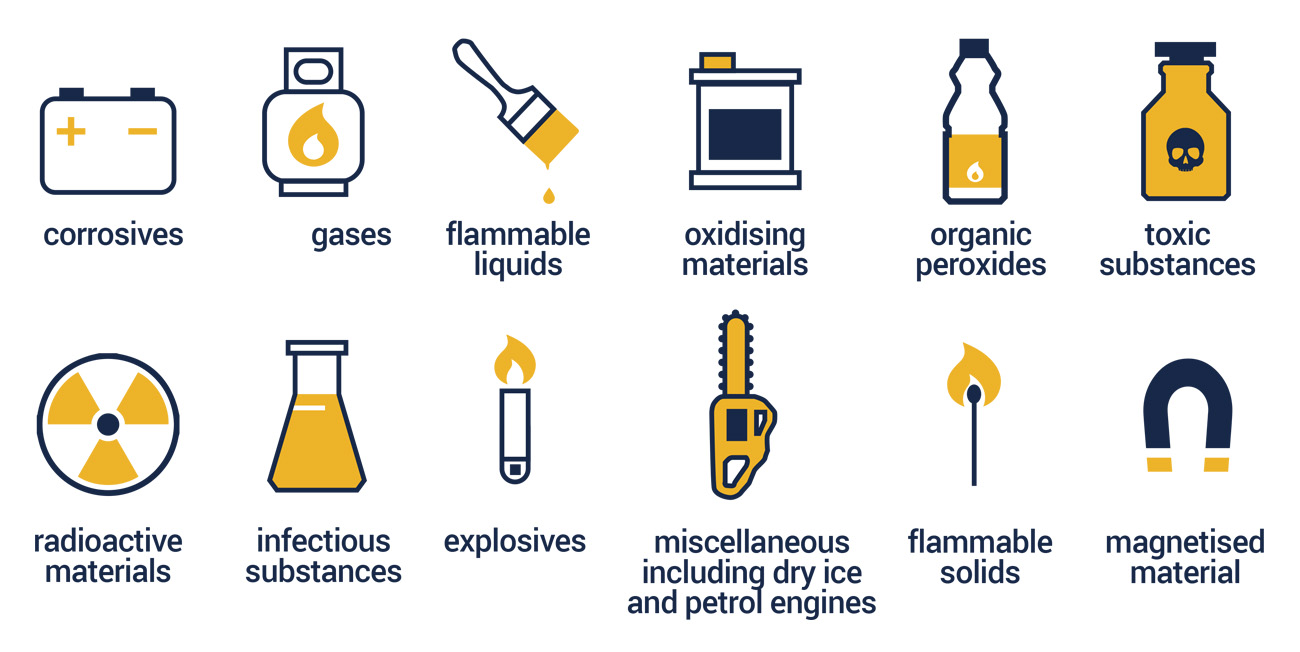 corrosives
gases
flammable
liquids
oxidising
materials
organic
peroxides
toxic
substances
radioactive
materials
infectious
substances
explosives
miscellaneous
including dry ice
and petrol engines
flammable
solids
magnetised
material